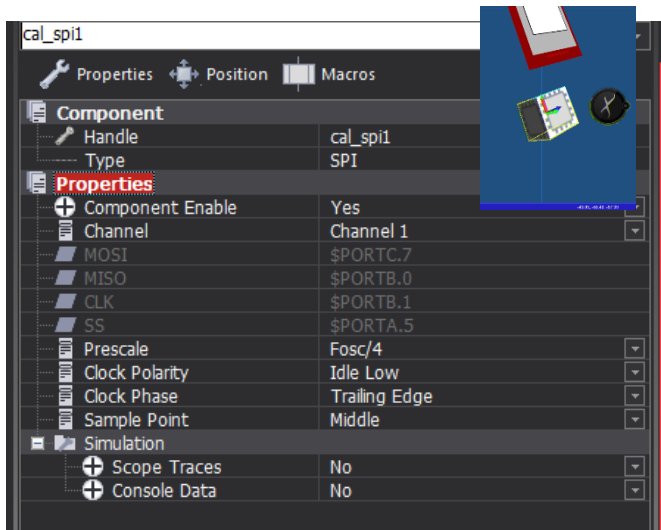 cal_spi1
Properties Position Macros
Component
Handle cal_spi1
Type SPI
Properties
Component Enable Yes
Channel Channel 1
MOSI $PORTC.7
MISO $PORTB.0
CLK $PORTB.1
SS $PORTA.5
Prescale Fosc/4
Clock Polarity Idle Low
Clock Phase Trailing Edge
Sample Point Middle
Simulation
Scope Traces No
Console Data No